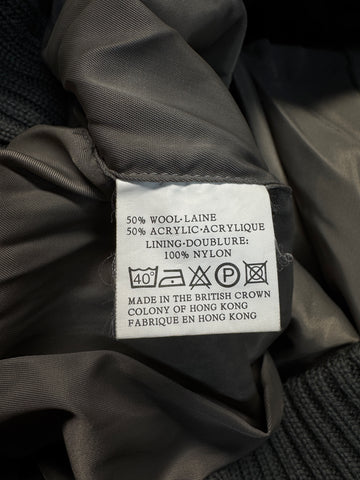 50% WOOL·LAINE
50% ACRYLIC·ACRYLIQUE
LINING·DOUBLURE:
100% NYLON
40° P
MADE IN THE BRITISH CROWN
COLONY OF HONG KONG
FABRIQUE EN HONG KONG